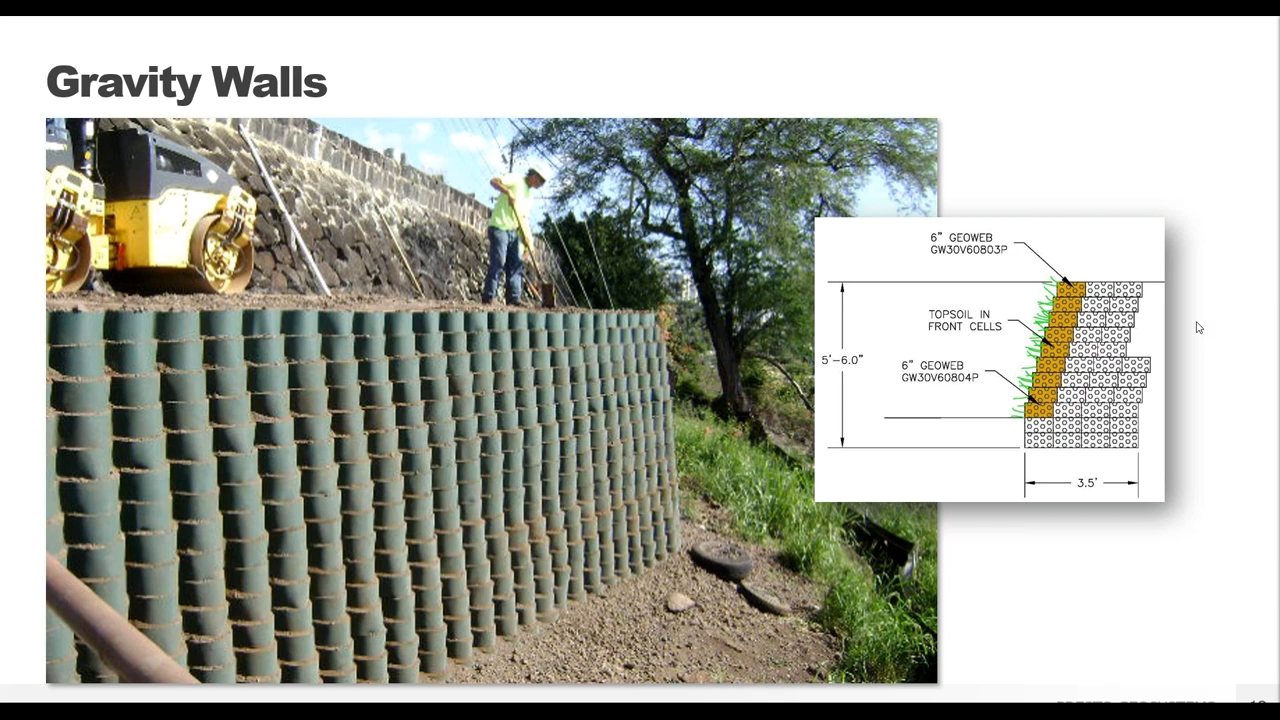 Gravity Walls
6” GEOWEB
GW30V60803P
TOPSOIL IN
FRONT CELLS
5’-6.0”
6” GEOWEB
GW30V60804P
3.5’